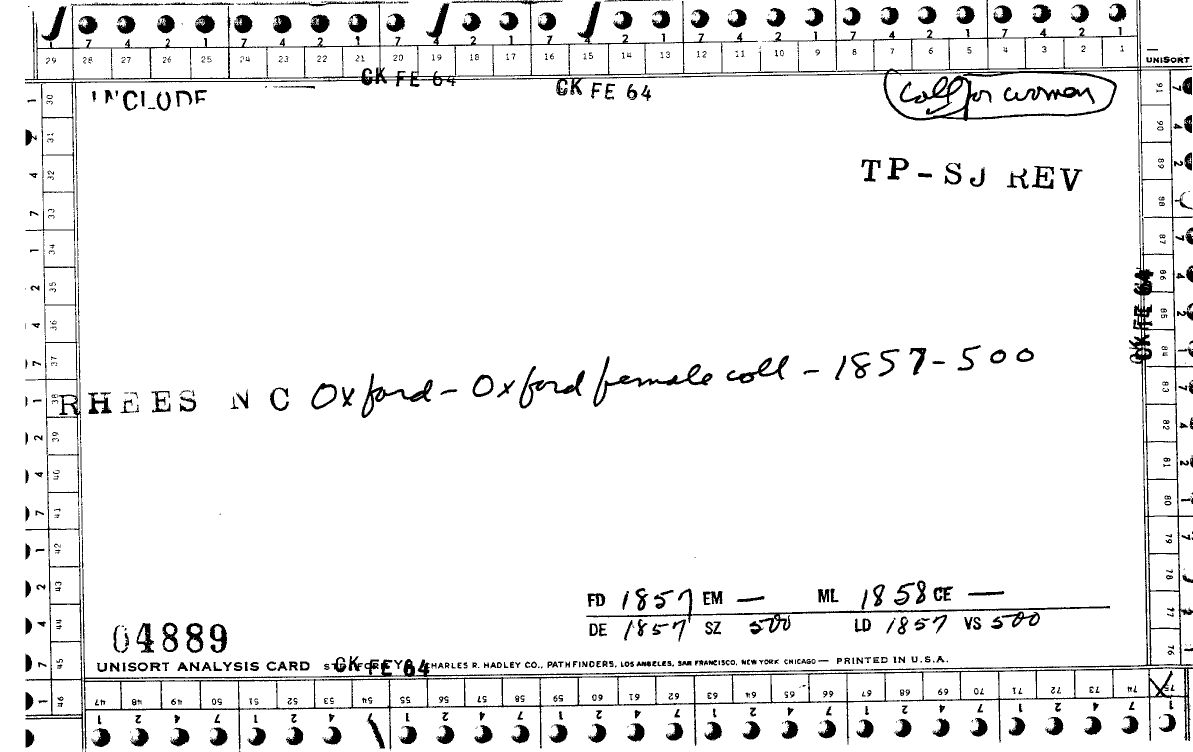 7 4 2 1 7 4 2 1 7 4 2 1 7 2 1 7 4 2 1 7 4 2 1 7 4 2 1
29 28 27 26 25 24 23 22 21 20 19 18 17 16 15 14 13 12 11 10 9 8 7 6 5 4 3 2 1
UNISORT
CK FE 64 CK FE 64
INCLUDE
coll for woman
TP-SJ REV
CK FE 64
RHEES NC Oxford - Oxford female coll - 1857-500
FD 1857 EM — ML 1858 CE —
DE 1857 SZ 500 LD 1857 VS 500
04889
UNISORT ANALYSIS CARD CK FE 64 CHARLES R. HADLEY CO., PATHFINDERS, LOS ANGELES, SAN FRANCISCO, NEW YORK CHICAGO — PRINTED IN U.S.A.
30 31 32 33 34 35 36 37 38 39 40 41 42 43 44 45 46
47 48 49 50 51 52 53 54 55 56 57 58 59 60 61 62 63 64 65 66 67 68 69 70 71 72 73 74 75
91 90 89 88 87 86 85 84 83 82 81 80 79 78 77 76